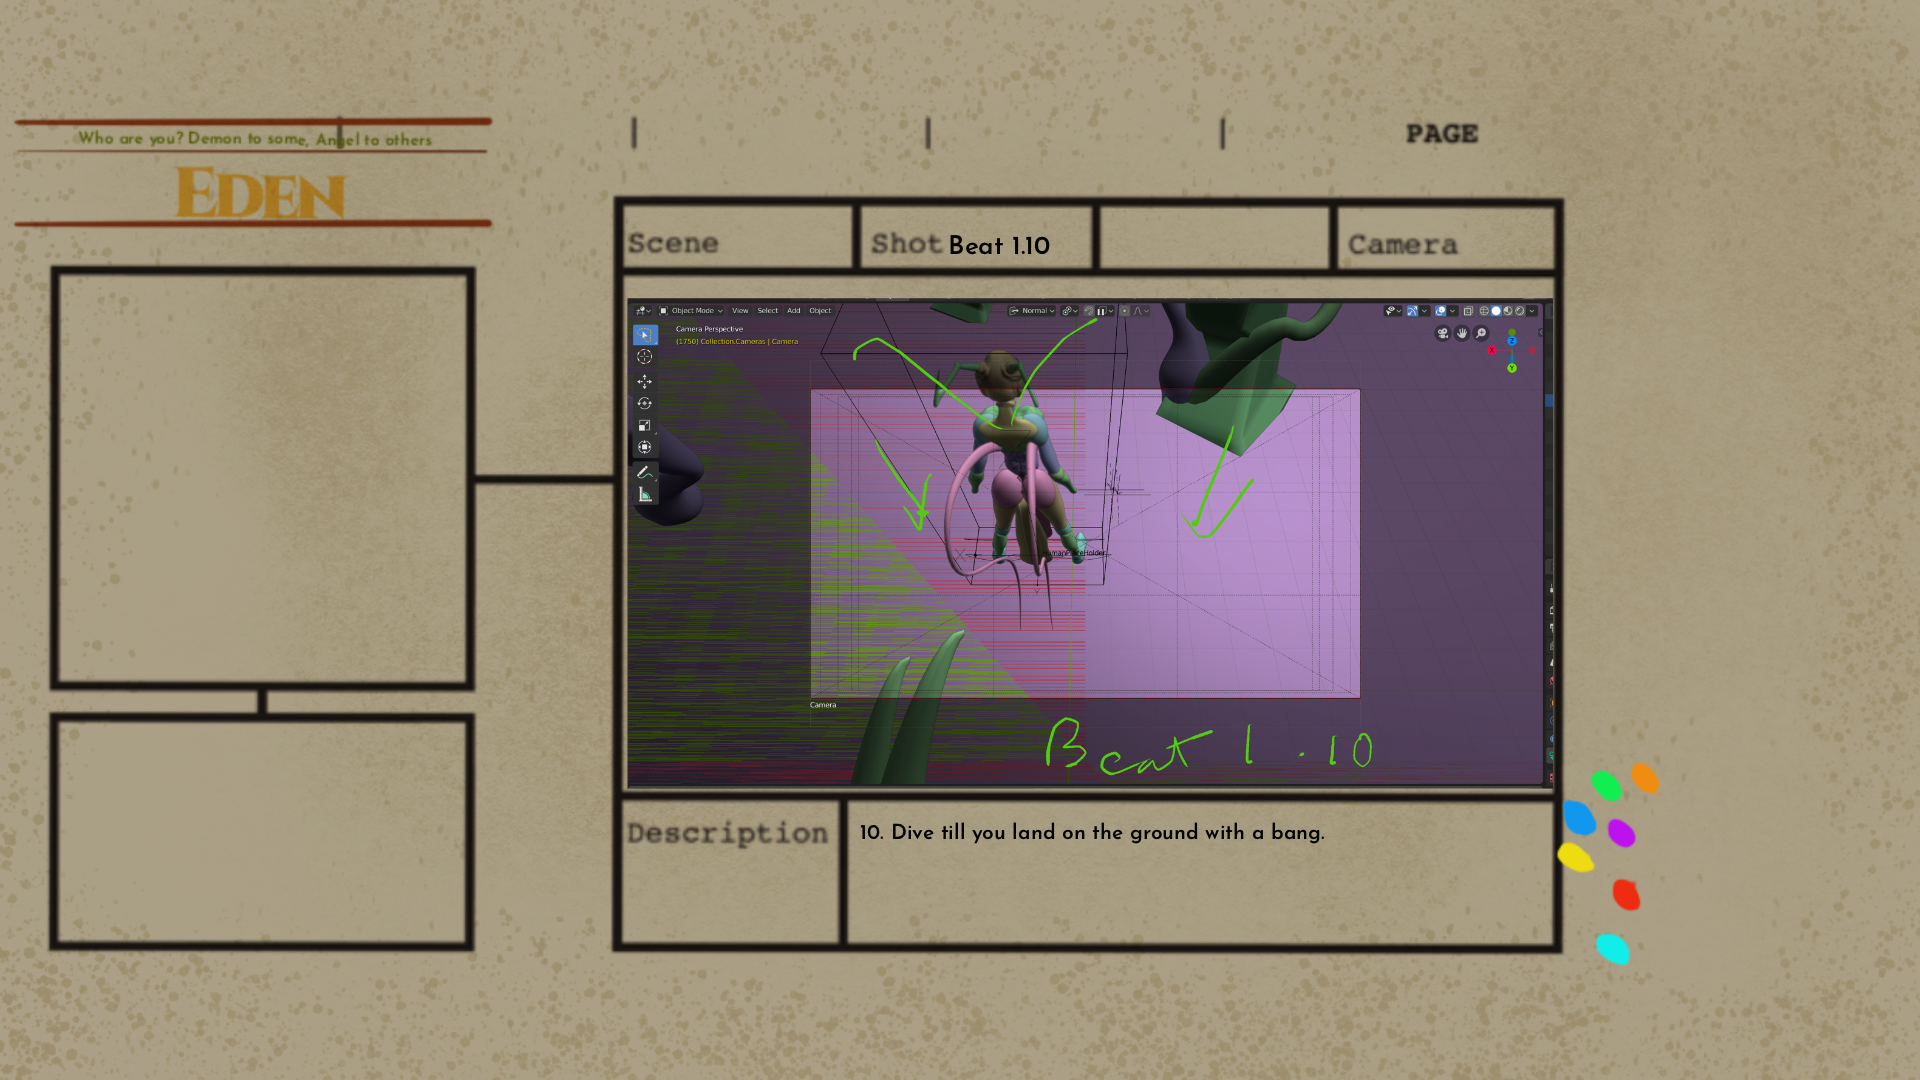 Who are you? Demon to some, Angel to others
EDEN
PAGE
Scene
Shot Beat 1.10
Camera
Object Mode
View
Select
Add
Object
Normal
Camera Perspective
(1750) Collection.Cameras | Camera
Z
X
Y
HumanPlaceHolder
Camera
Beat 1.10
Description
10. Dive till you land on the ground with a bang.